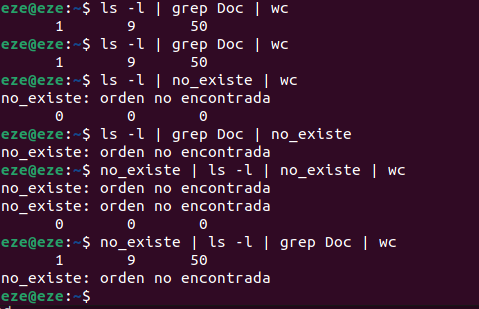 eze@eze:~$ ls -l | grep Doc | wc
      1       9      50
eze@eze:~$ ls -l | grep Doc | wc
      1       9      50
eze@eze:~$ ls -l | no_existe | wc
no_existe: orden no encontrada
      0       0       0
eze@eze:~$ ls -l | grep Doc | no_existe
no_existe: orden no encontrada
eze@eze:~$ no_existe | ls -l | no_existe | wc
no_existe: orden no encontrada
no_existe: orden no encontrada
      0       0       0
eze@eze:~$ no_existe | ls -l | grep Doc | wc
      1       9      50
no_existe: orden no encontrada
eze@eze:~$